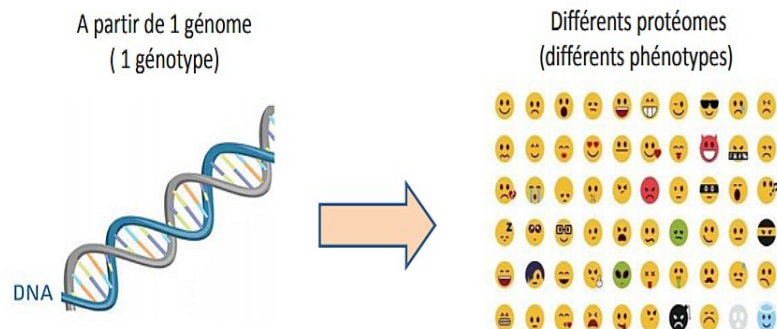 A partir de 1 génome
( 1 génotype)
Différents protéomes
(différents phénotypes)
DNA